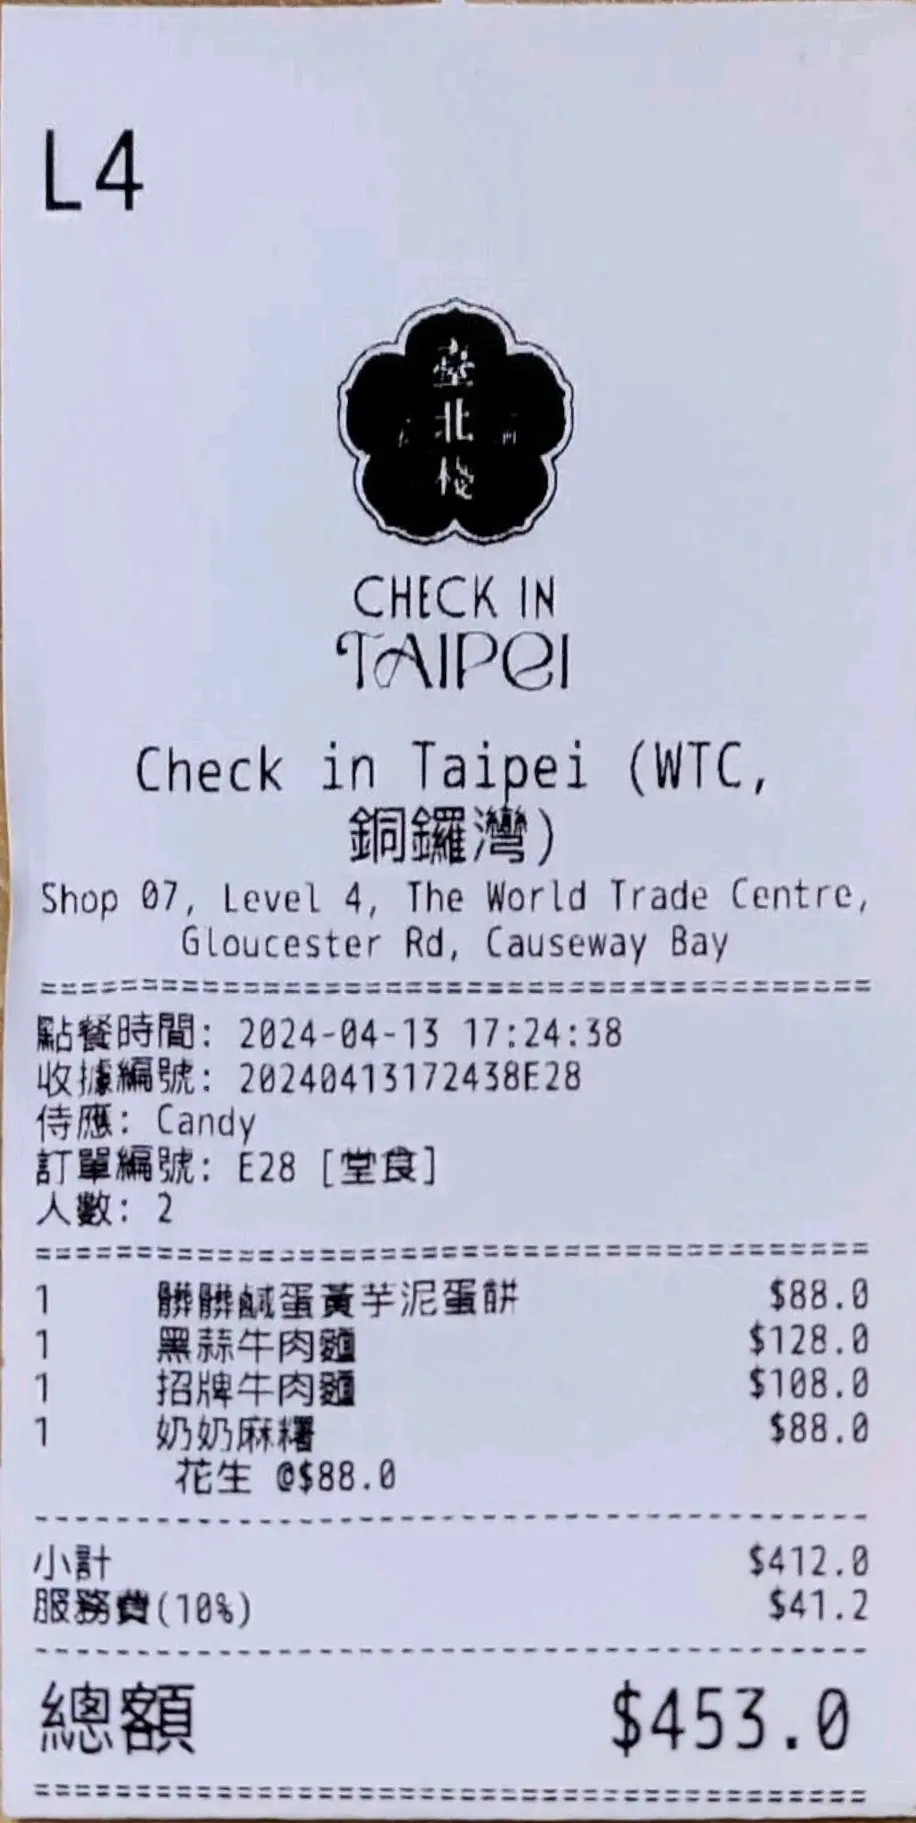 L4
臺
北
棧
CHECK IN
TAIPEI
Check in Taipei (WTC,
銅鑼灣)
Shop 07, Level 4, The World Trade Centre,
Gloucester Rd, Causeway Bay
點餐時間: 2024-04-13 17:24:38
收據編號: 20240413172438E28
侍應: Candy
訂單編號: E28 [堂食]
人數: 2
1 髒髒鹹蛋黃芋泥蛋餅 $88.0
1 黑蒜牛肉麵 $128.0
1 招牌牛肉麵 $108.0
1 奶奶麻糬 $88.0
花生 @$88.0
小計 $412.0
服務費(10%) $41.2
總額 $453.0